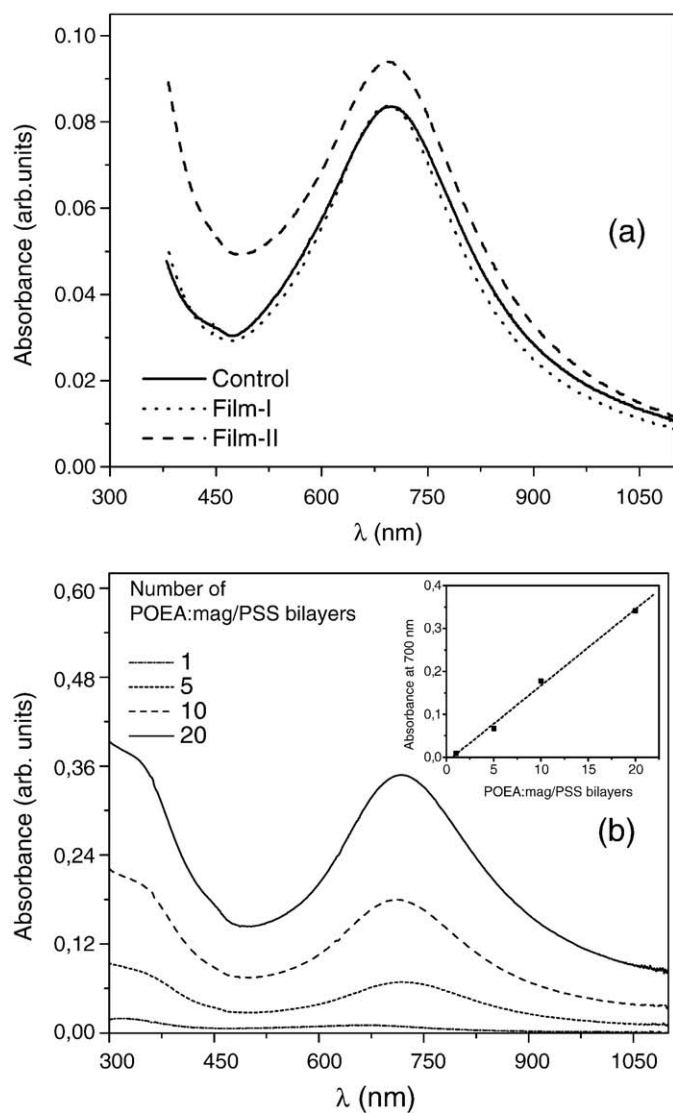 0.10
0.08
0.06
0.04
0.02
0.00
Absorbance (arb.units)
(a)
Control
Film-I
Film-II
300 450 600 750 900 1050
λ (nm)
0,60
0,48
0,36
0,24
0,12
0,00
Absorbance (arb. units)
Number of
POEA:mag/PSS bilayers
1
5
10
20
0,4
0,3
0,2
0,1
0,0
Absorbance at 700 nm
0 5 10 15 20
POEA:mag/PSS bilayers
(b)
300 450 600 750 900 1050
λ (nm)